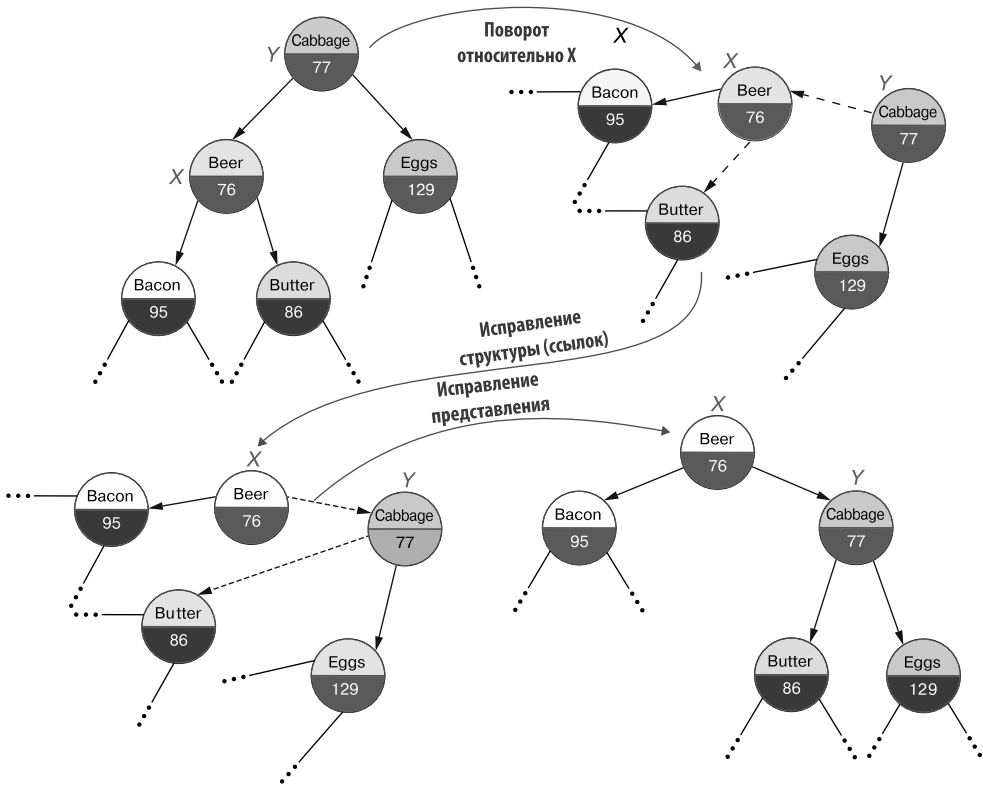 Cabbage
77
Y
Beer
76
X
Eggs
129
Bacon
95
Butter
86
Поворот
относительно X
X
Bacon
95
X
Beer
76
Y
Cabbage
77
Butter
86
Eggs
129
Исправление
структуры (ссылок)
Исправление
представления
Bacon
95
X
Beer
76
Y
Cabbage
77
Butter
86
Eggs
129
X
Beer
76
Bacon
95
Y
Cabbage
77
Butter
86
Eggs
129